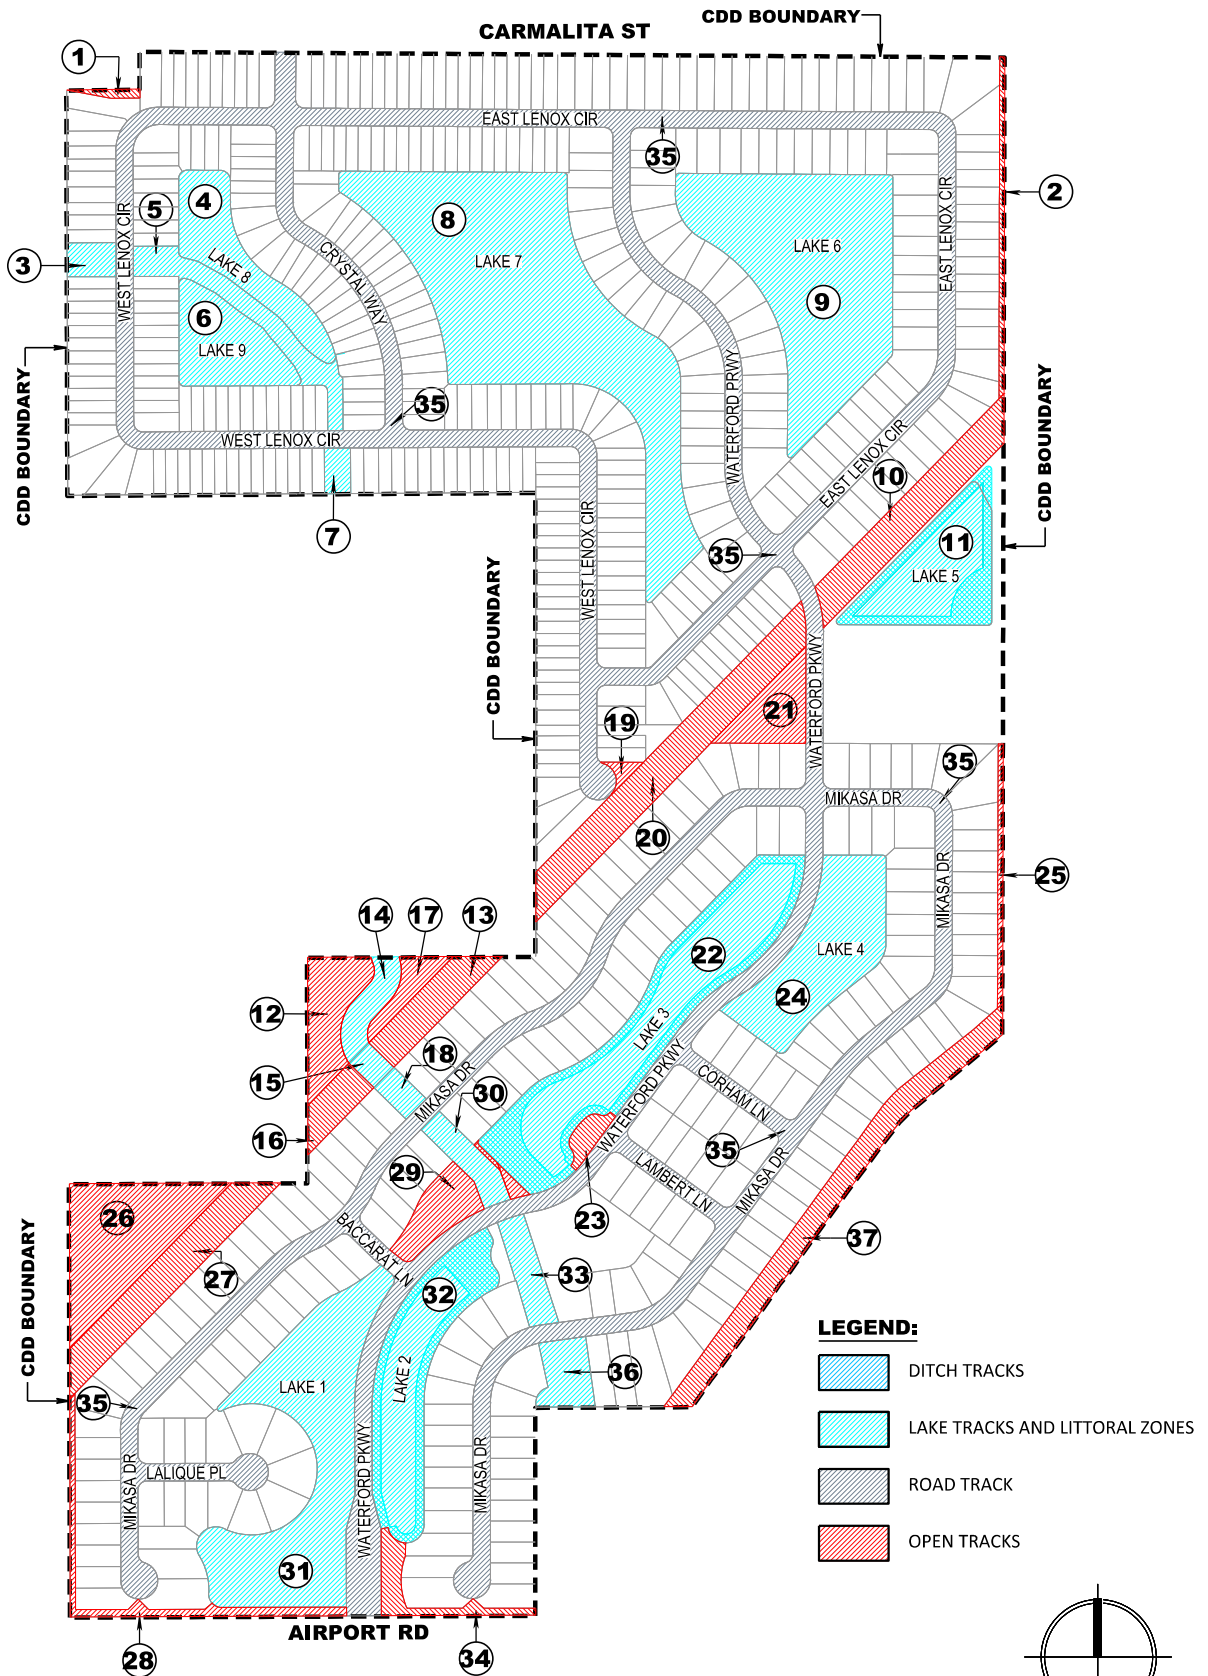 CDD BOUNDARY
CARMALITA ST
1
EAST LENOX CIR
35
2
4
5
8
LAKE 6
EAST LENOX CIR
WEST LENOX CIR
CRYSTAL WAY
LAKE 7
3
LAKE 8
6
9
LAKE 9
CDD BOUNDARY
WATERFORD PRWY
35
WEST LENOX CIR
CDD BOUNDARY
EAST LENOX CIR
10
7
11
35
LAKE 5
WEST LENOX CIR
CDD BOUNDARY
WATERFORD PKWY
21
19
35
MIKASA DR
20
MIKASA DR
25
14
17
13
22
LAKE 4
24
12
LAKE 3
18
15
MIKASA DR
30
WATERFORD PKWY
CORHAM LN
16
35
29
LAMBERT LN
MIKASA DR
26
23
BACCARAT LN
37
27
33
32
CDD BOUNDARY
LEGEND:
DITCH TRACKS
LAKE 2
36
LAKE 1
35
LAKE TRACKS AND LITTORAL ZONES
WATERFORD PKWY
MIKASA DR
LALIQUE PL
MIKASA DR
ROAD TRACK
OPEN TRACKS
31
AIRPORT RD
28
34